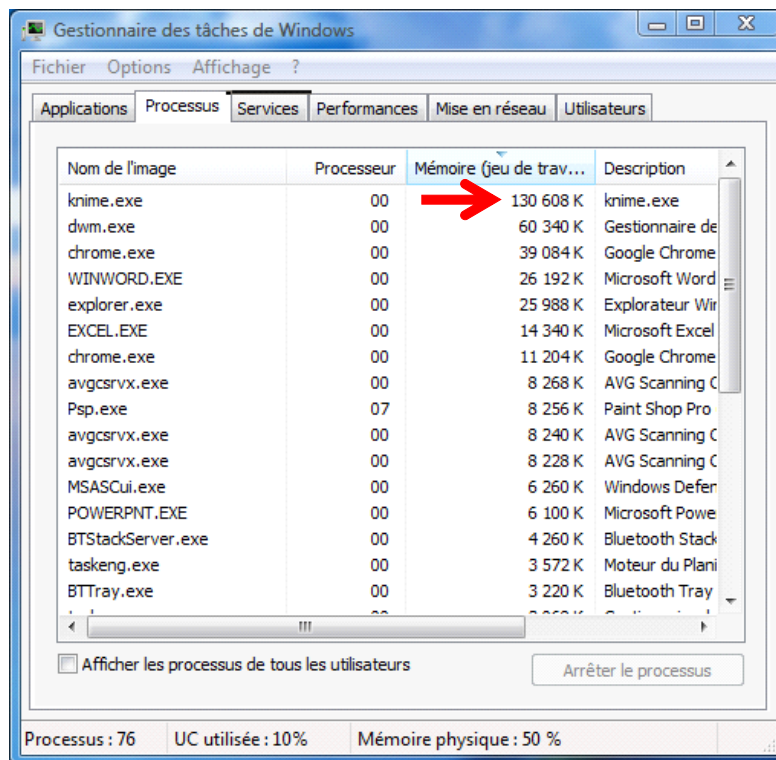 Gestionnaire des tâches de Windows
Fichier Options Affichage ?
Applications Processus Services Performances Mise en réseau Utilisateurs
Nom de l'image Processeur Mémoire (jeu de trav... Description
knime.exe 00 130 608 K knime.exe
dwm.exe 00 60 340 K Gestionnaire de
chrome.exe 00 39 084 K Google Chrome
WINWORD.EXE 00 26 192 K Microsoft Word
explorer.exe 00 25 988 K Explorateur Wir
EXCEL.EXE 00 14 340 K Microsoft Excel
chrome.exe 00 11 204 K Google Chrome
avgcsrvx.exe 00 8 268 K AVG Scanning C
Psp.exe 07 8 256 K Paint Shop Pro
avgcsrvx.exe 00 8 240 K AVG Scanning C
avgcsrvx.exe 00 8 228 K AVG Scanning C
MSASCui.exe 00 6 260 K Windows Defen
POWERPNT.EXE 00 6 100 K Microsoft Powe
BTStackServer.exe 00 4 260 K Bluetooth Stack
taskeng.exe 00 3 572 K Moteur du Plani
BTTray.exe 00 3 220 K Bluetooth Tray
Afficher les processus de tous les utilisateurs Arrêter le processus
Processus : 76 UC utilisée : 10% Mémoire physique : 50 %